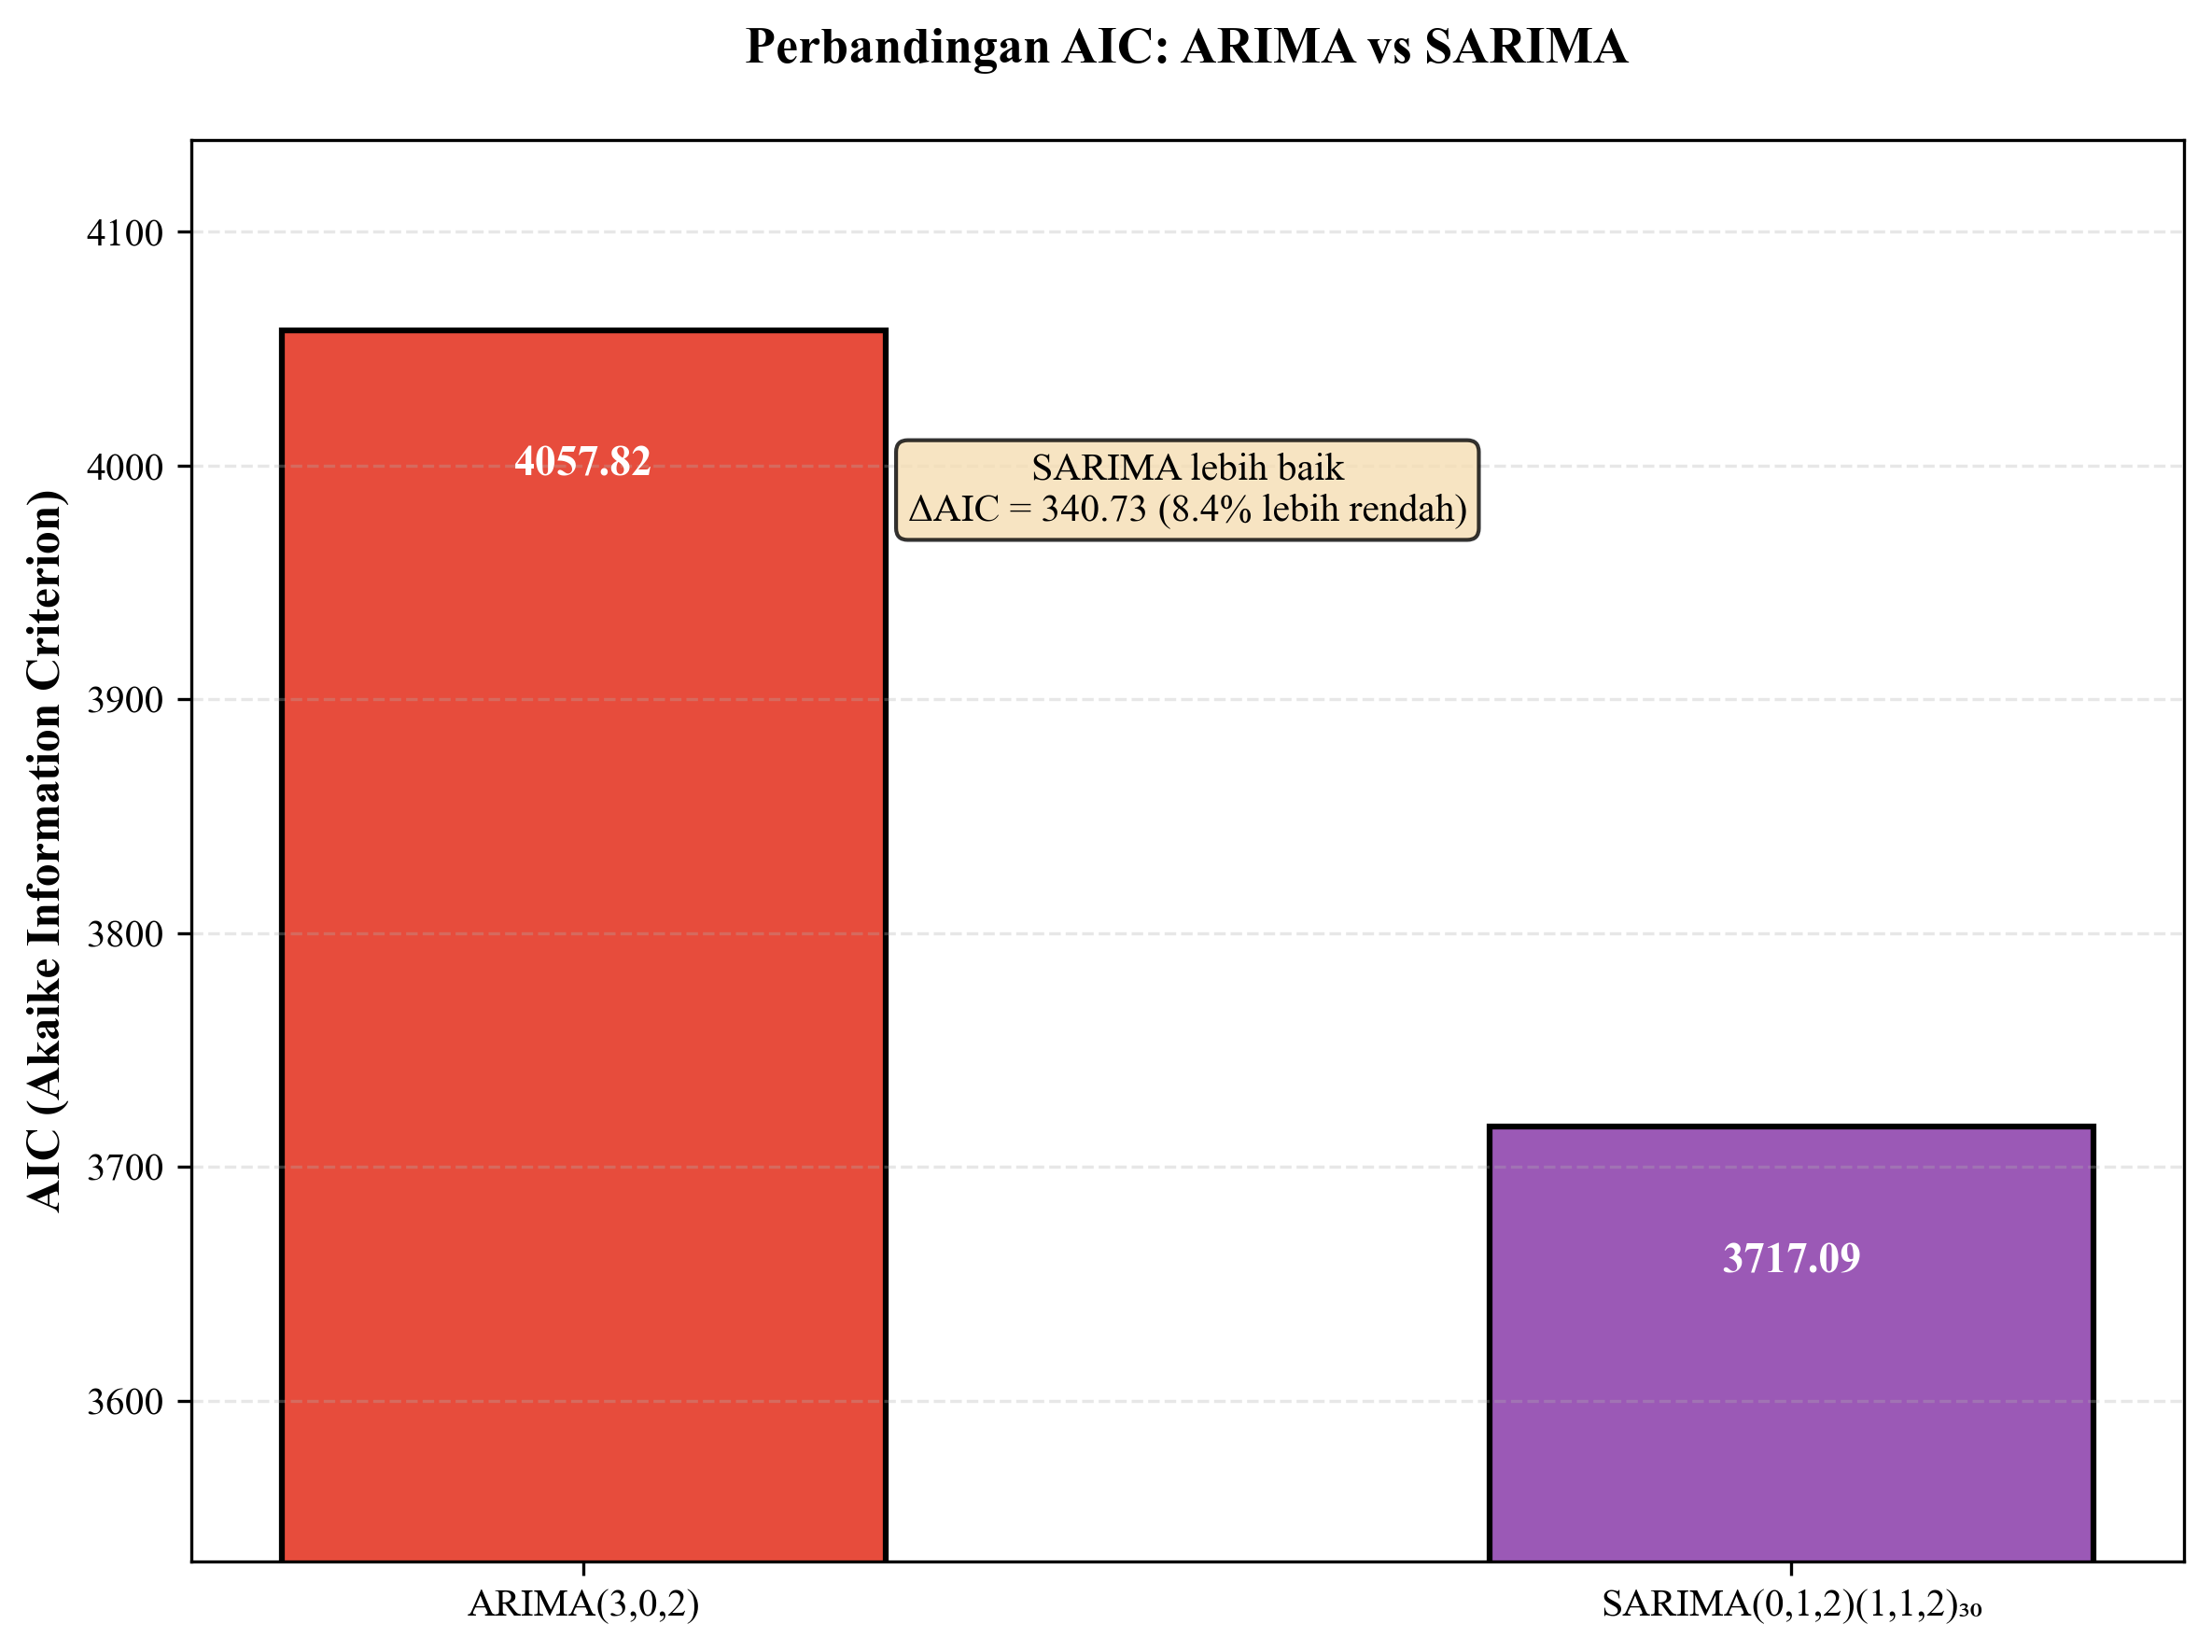 Perbandingan AIC: ARIMA vs SARIMA
AIC (Akaike Information Criterion)
4100
4000
3900
3800
3700
3600
4057.82
SARIMA lebih baik
ΔAIC = 340.73 (8.4% lebih rendah)
3717.09
ARIMA(3,0,2)
SARIMA(0,1,2)(1,1,2)₃₀